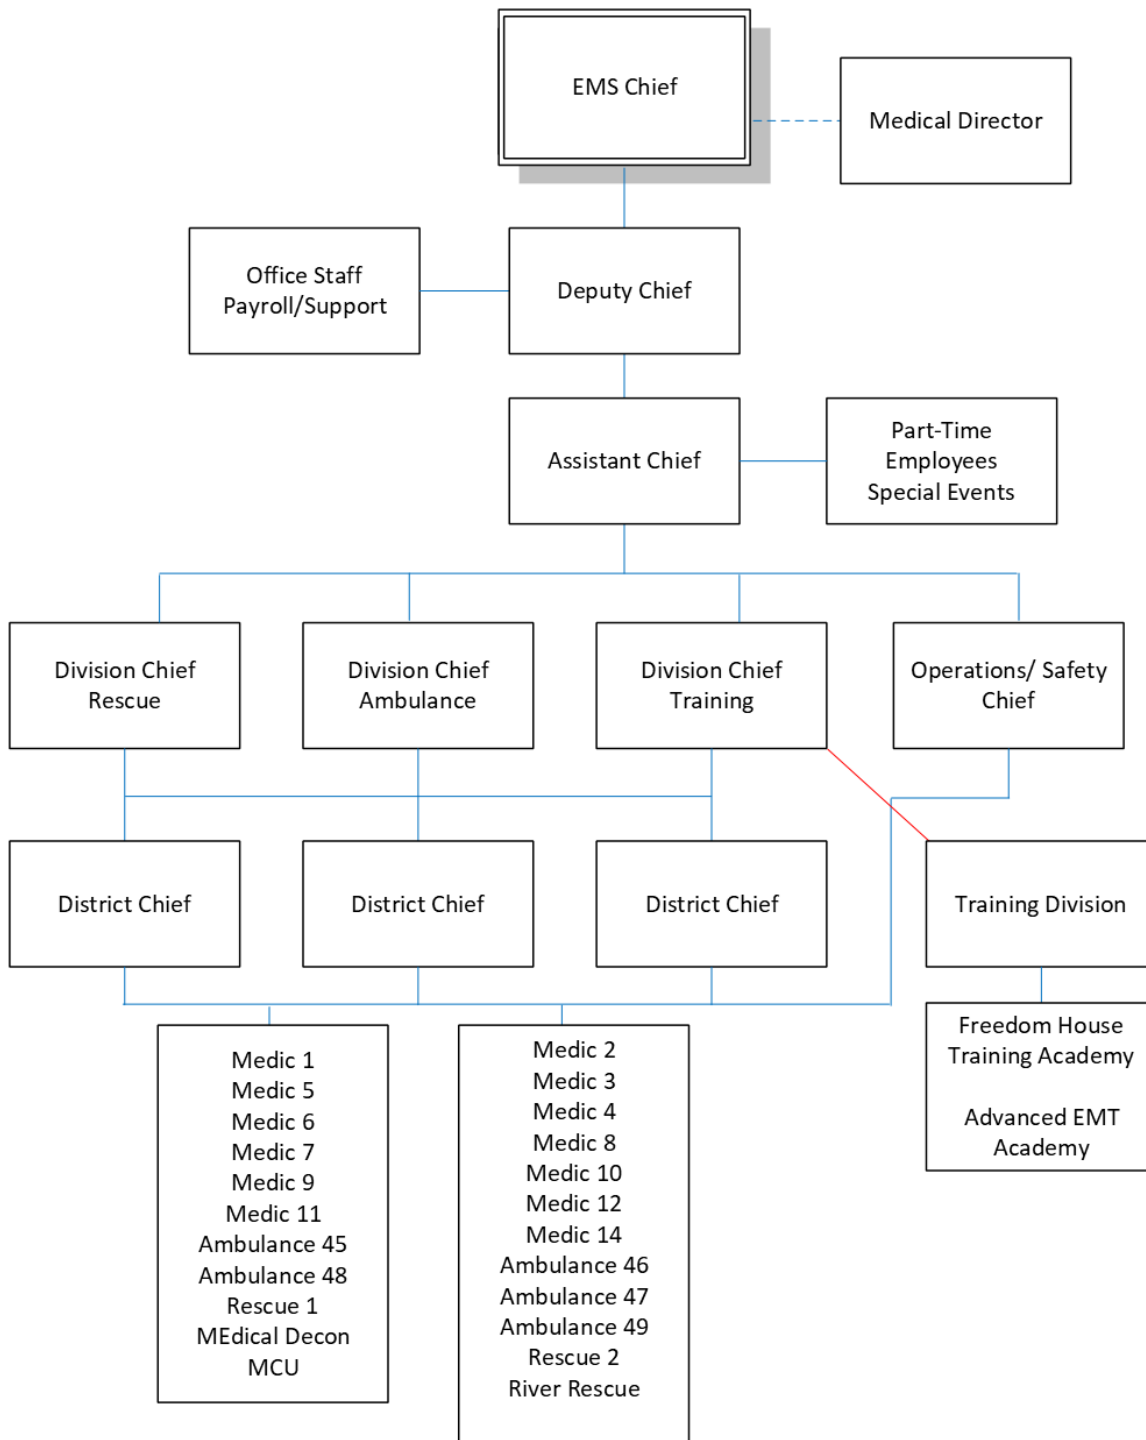 EMS Chief
Medical Director
Office Staff
Payroll/Support
Deputy Chief
Assistant Chief
Part-Time
Employees
Special Events
Division Chief
Rescue
Division Chief
Ambulance
Division Chief
Training
Operations/ Safety
Chief
District Chief
District Chief
District Chief
Training Division
Freedom House
Training Academy
Advanced EMT
Academy
Medic 1
Medic 5
Medic 6
Medic 7
Medic 9
Medic 11
Ambulance 45
Ambulance 48
Rescue 1
MEdical Decon
MCU
Medic 2
Medic 3
Medic 4
Medic 8
Medic 10
Medic 12
Medic 14
Ambulance 46
Ambulance 47
Ambulance 49
Rescue 2
River Rescue